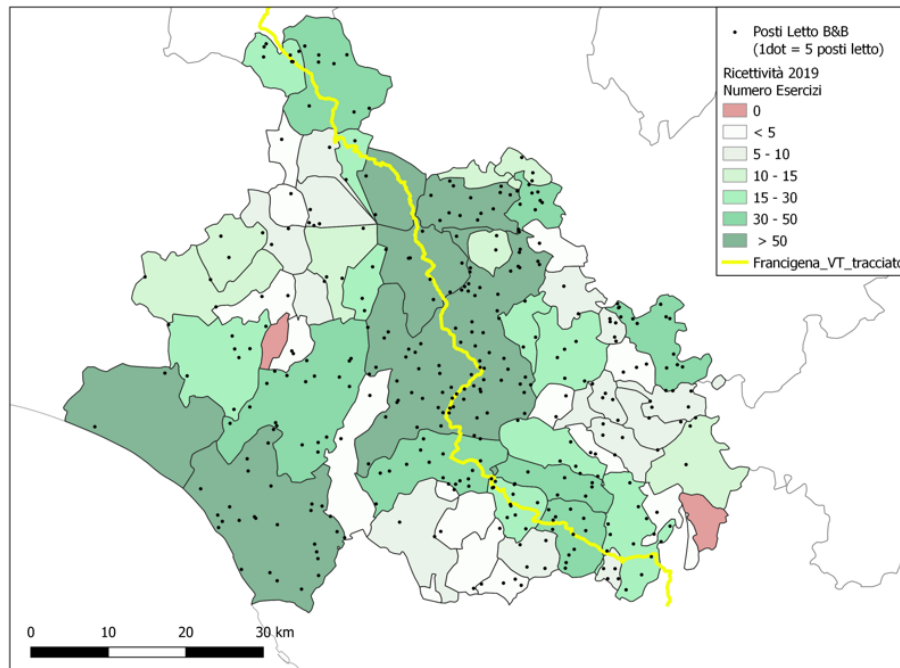 Posti Letto B&B
(1dot = 5 posti letto)
Ricettività 2019
Numero Esercizi
0
< 5
5 - 10
10 - 15
15 - 30
30 - 50
> 50
Francigena_VT_tracciato
0 10 20 30 km